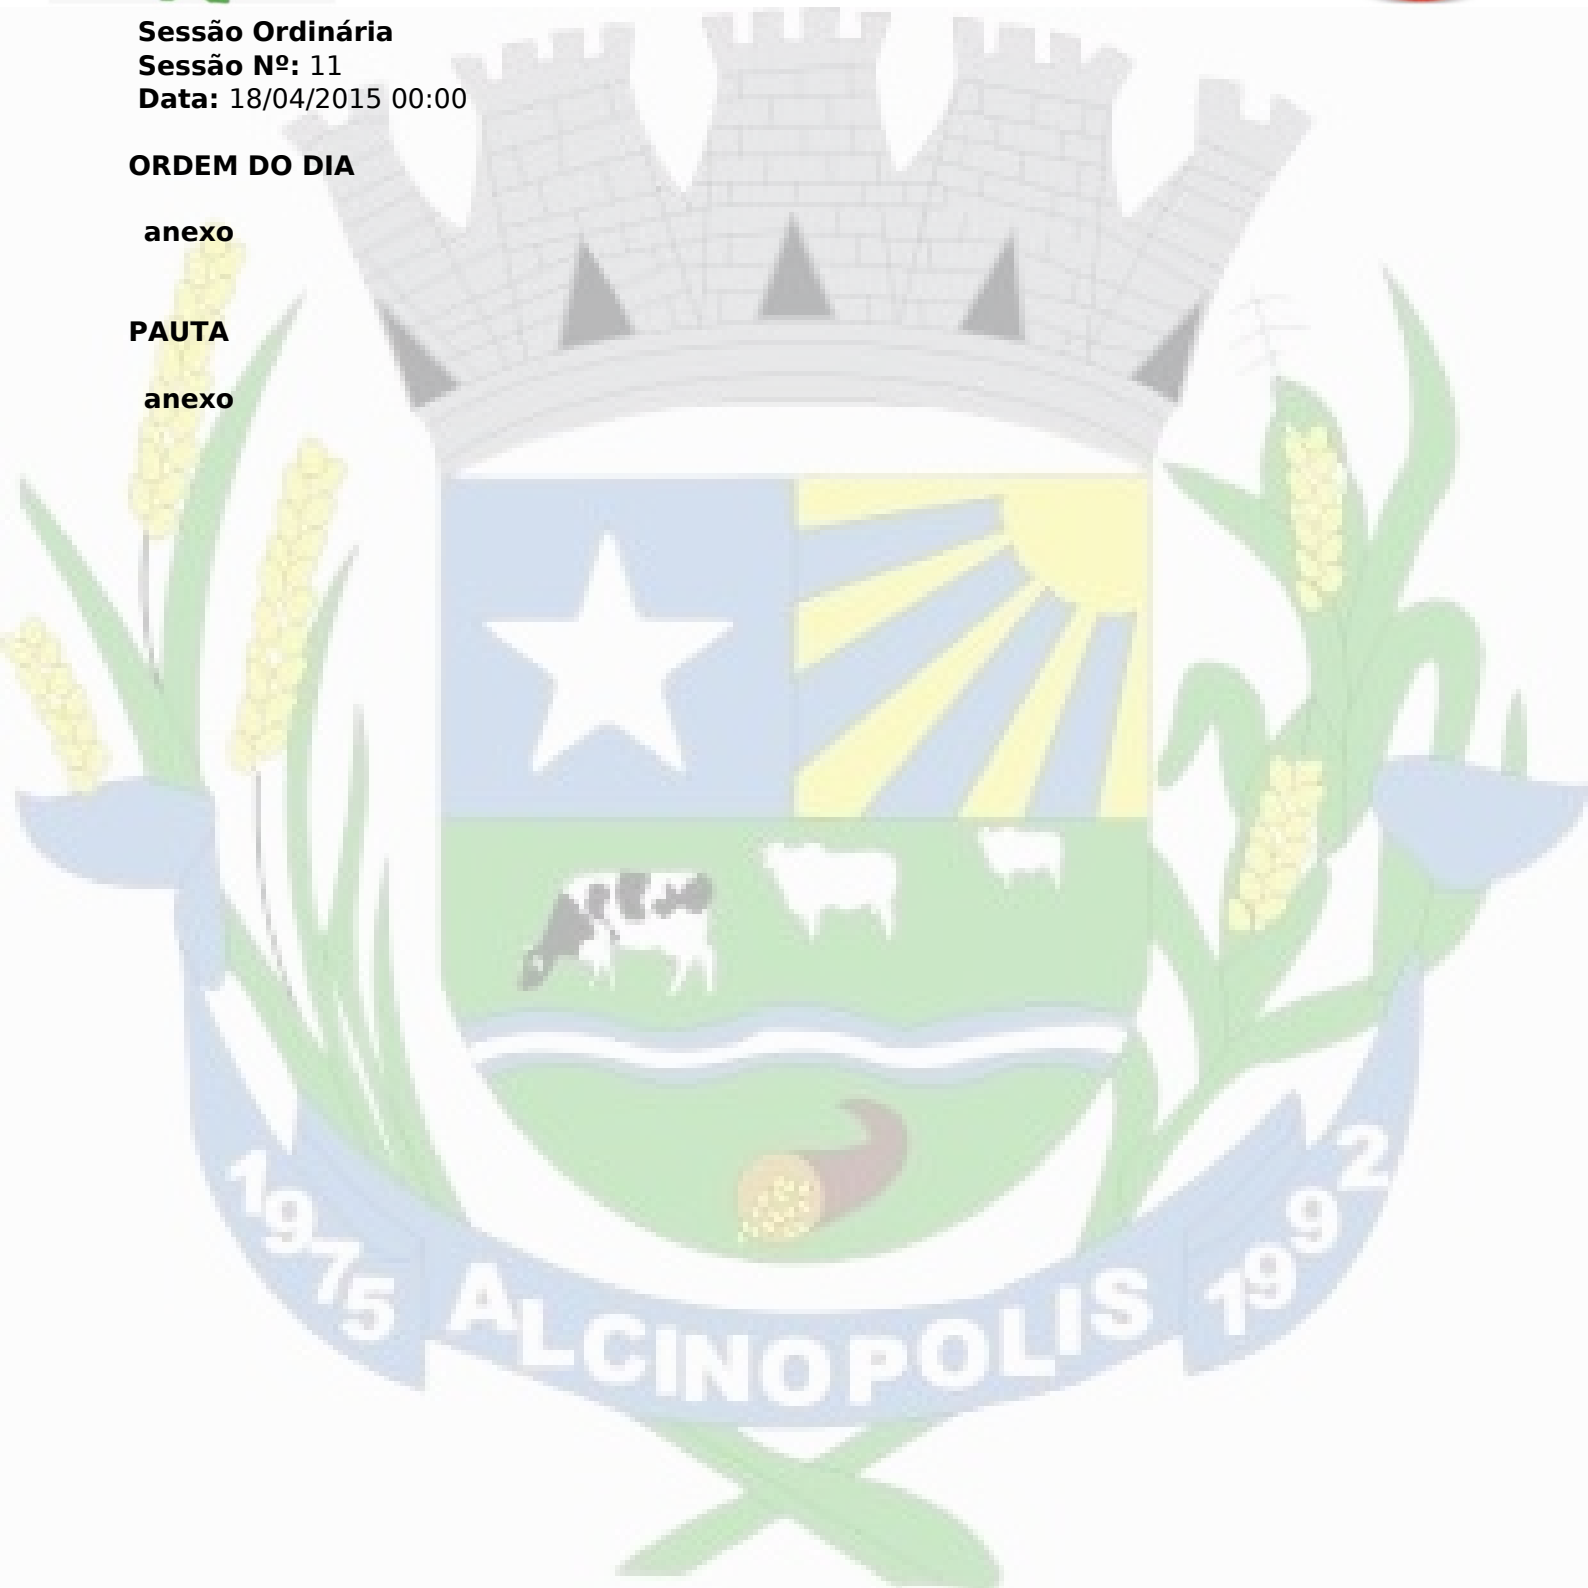 Sessão Ordinária
Sessão Nº: 11
Data: 18/04/2015 00:00
ORDEM DO DIA
anexo
PAUTA
anexo
1975 ALCINOPOLIS 1992